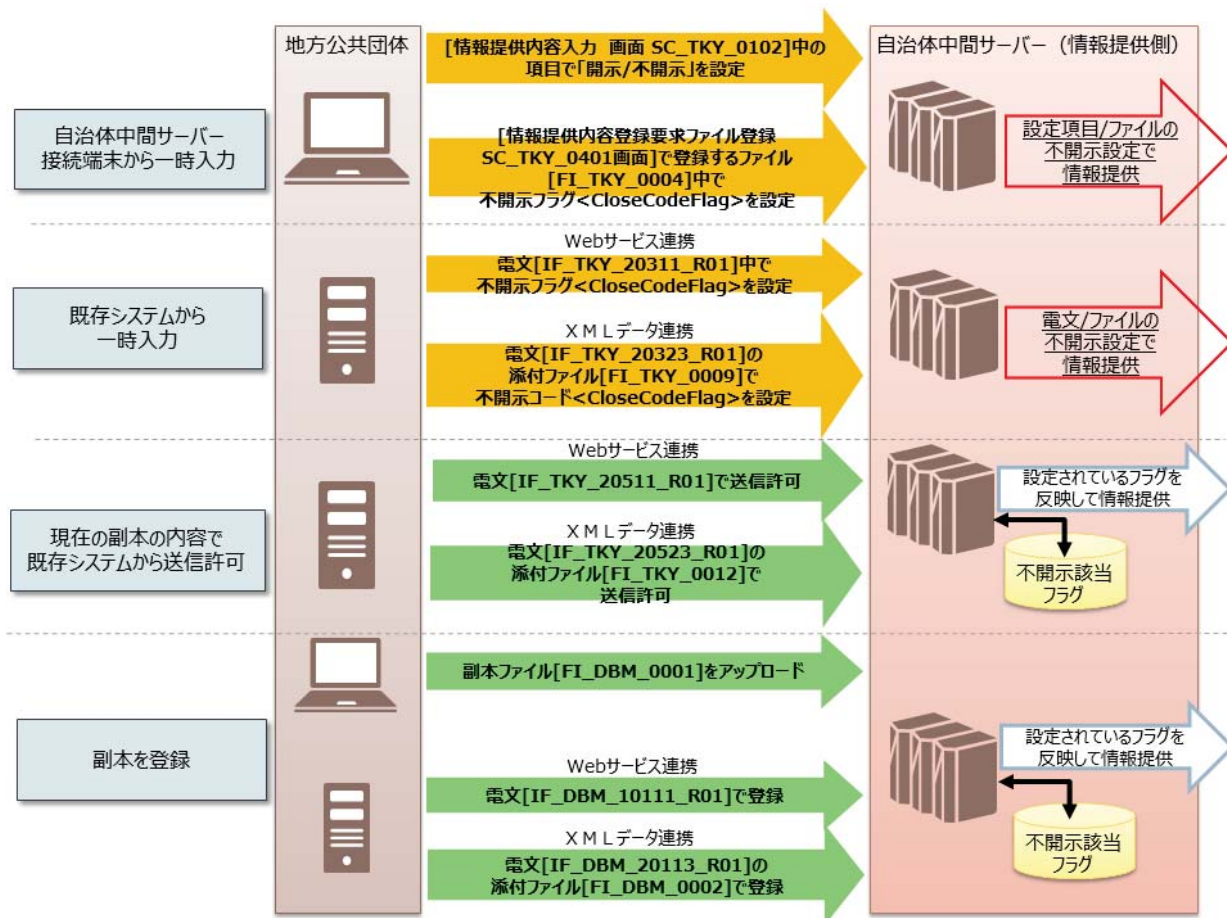 地方公共団体
自治体中間サーバー（情報提供側）
自治体中間サーバー
接続端末から一時入力
[情報提供内容入力 画面 SC_TKY_0102]中の
項目で「開示/不開示」を設定
[情報提供内容登録要求ファイル登録
SC_TKY_0401画面]で登録するファイル
[FI_TKY_0004]中で
不開示フラグ<CloseCodeFlag>を設定
設定項目/ファイルの
不開示設定で
情報提供
既存システムから
一時入力
Webサービス連携
電文[IF_TKY_20311_R01]中で
不開示フラグ<CloseCodeFlag>を設定
ＸＭＬデータ連携
電文[IF_TKY_20323_R01]の
添付ファイル[FI_TKY_0009]で
不開示コード<CloseCodeFlag>を設定
電文/ファイルの
不開示設定で
情報提供
現在の副本の内容で
既存システムから送信許可
Webサービス連携
電文[IF_TKY_20511_R01]で送信許可
ＸＭＬデータ連携
電文[IF_TKY_20523_R01]の
添付ファイル[FI_TKY_0012]で
送信許可
設定されているフラグを
反映して情報提供
不開示該当
フラグ
副本を登録
副本ファイル[FI_DBM_0001]をアップロード
Webサービス連携
電文[IF_DBM_10111_R01]で登録
ＸＭＬデータ連携
電文[IF_DBM_20113_R01]の
添付ファイル[FI_DBM_0002]で登録
設定されているフラグを
反映して情報提供
不開示該当
フラグ